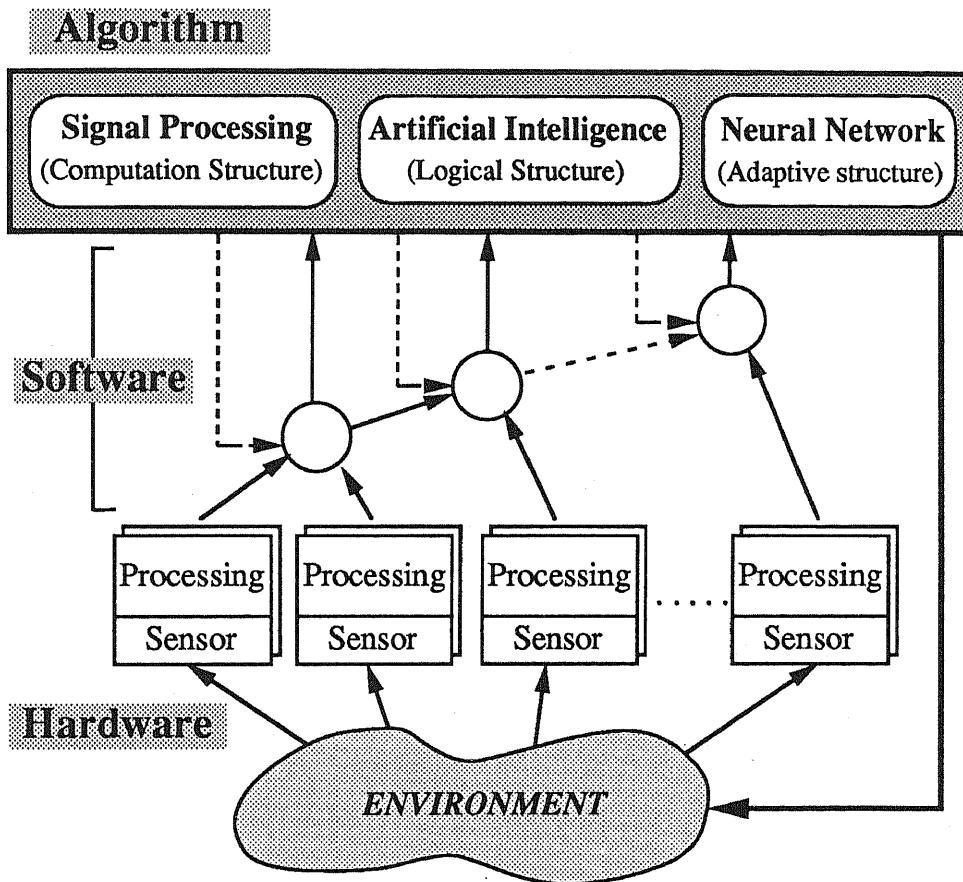 Algorithm
Signal Processing
(Computation Structure)
Artificial Intelligence
(Logical Structure)
Neural Network
(Adaptive structure)
Software
Processing
Sensor
Processing
Sensor
Processing
Sensor
Processing
Sensor
Hardware
ENVIRONMENT